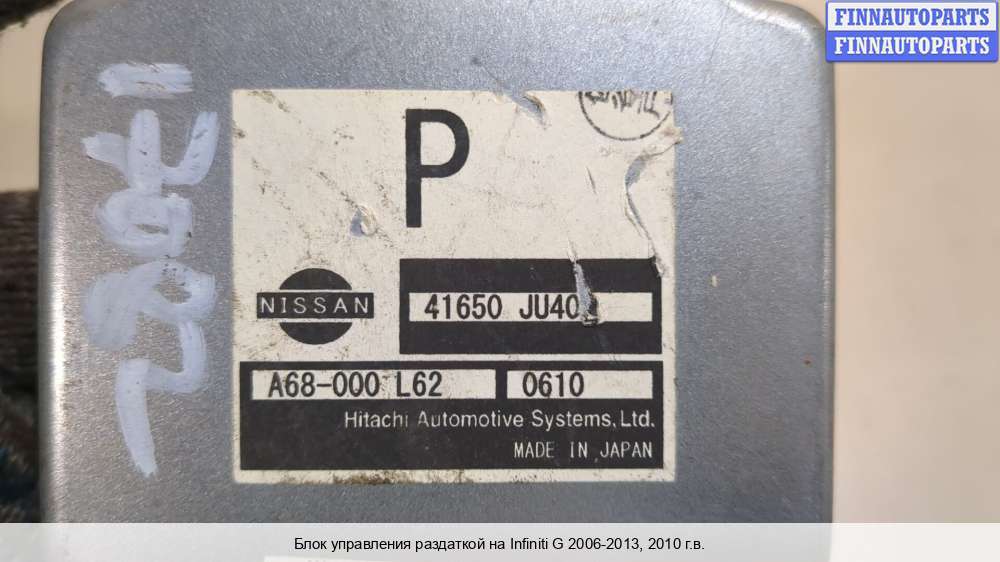 FINNAUTOPARTS
FINNAUTOPARTS
P
NISSAN
41650 JU40
A68-000 L62
0610
Hitachi Automotive Systems, Ltd.
MADE IN JAPAN
Блок управления раздаткой на Infiniti G 2006-2013, 2010 г.в.